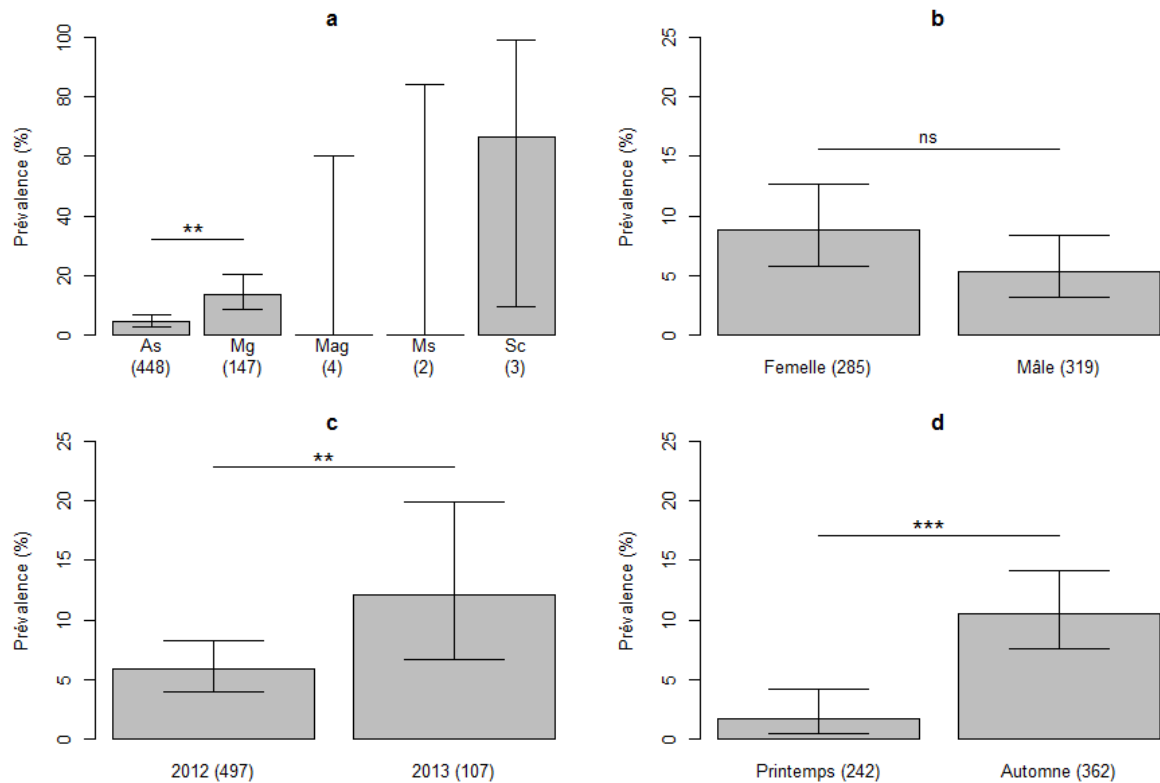 a
Prévalence (%)
100
80
60
40
20
0
**
As
(448)
Mg
(147)
Mag
(4)
Ms
(2)
Sc
(3)
b
Prévalence (%)
25
20
15
10
5
0
ns
Femelle (285)
Mâle (319)
c
Prévalence (%)
25
20
15
10
5
0
**
2012 (497)
2013 (107)
d
Prévalence (%)
25
20
15
10
5
0
***
Printemps (242)
Automne (362)